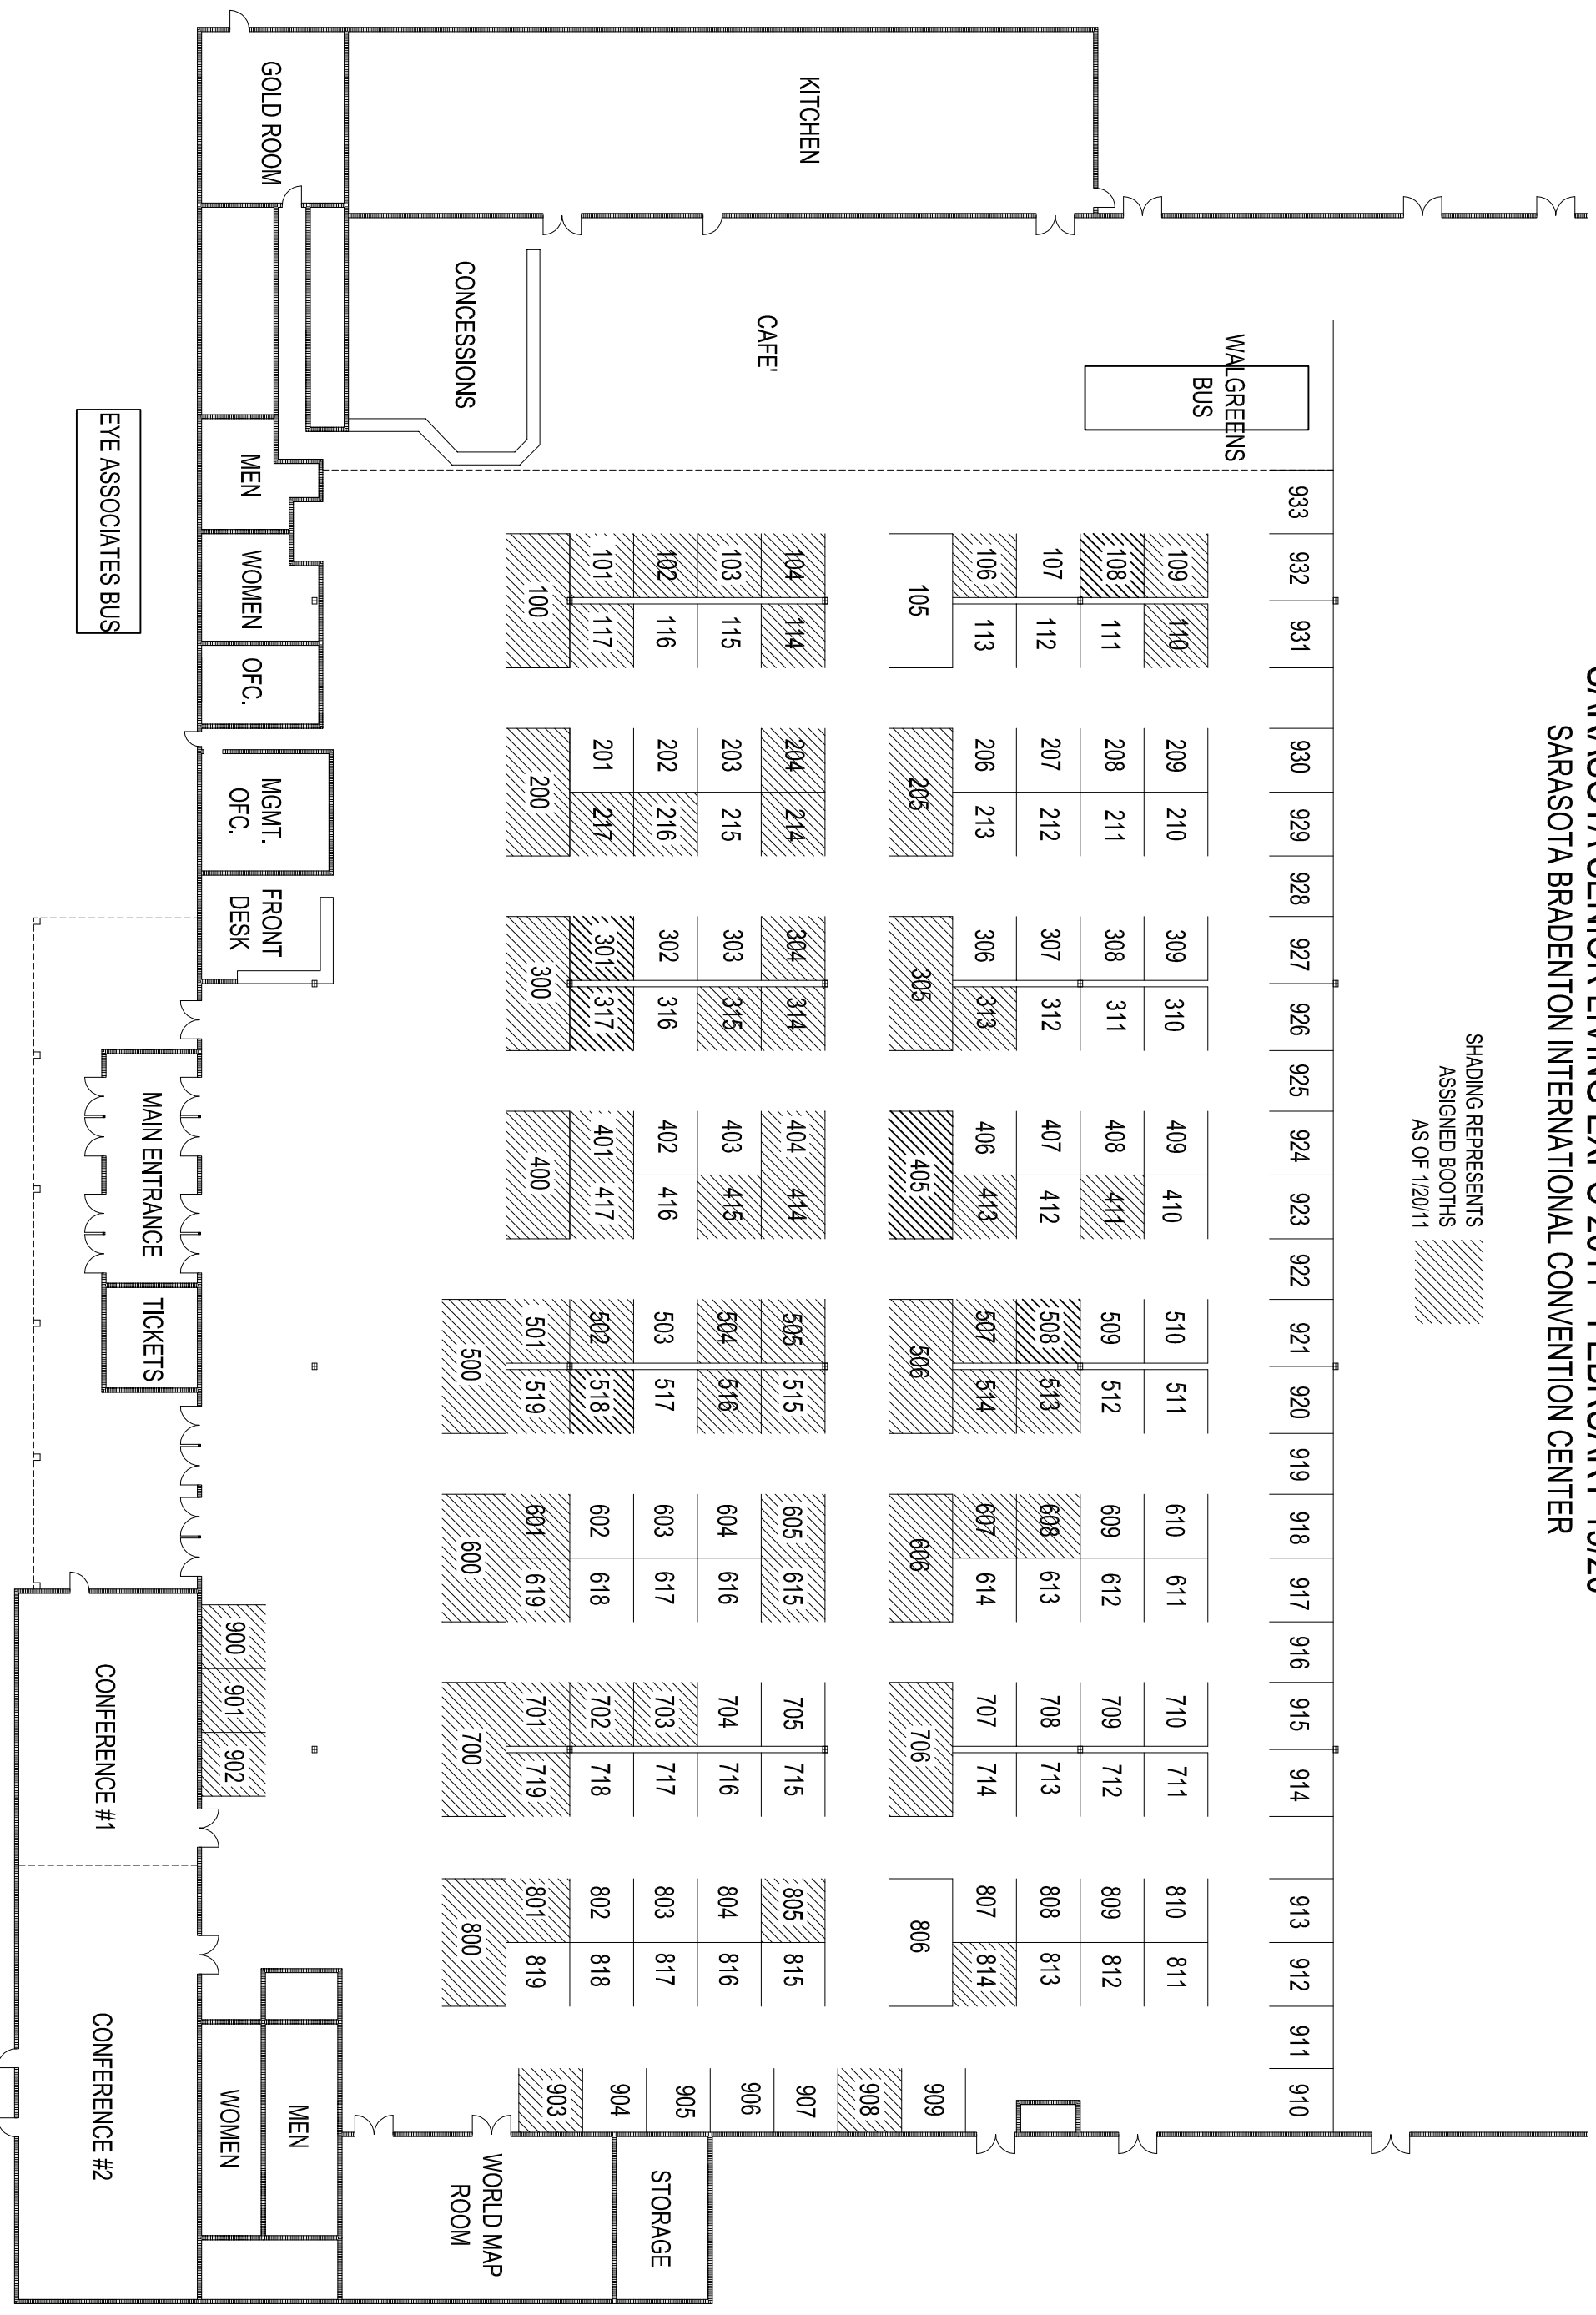 SARASOTA BRADENTON INTERNATIONAL CONVENTION CENTER
SHADING REPRESENTS
ASSIGNED BOOTHS
AS OF 1/20/11
933 932 931 930 929 928 927 926 925 924 923 922 921 920 919 918 917 916 915 914 913 912 911 910
WALGREENS
BUS
109 110 209 210 309 310 409 410 510 511 610 611 710 711 810 811
108 111 208 211 308 311 408 411 509 512 609 612 709 712 809 812
107 112 207 212 307 312 407 412 508 513 608 613 708 713 808 813
106 113 206 213 306 313 406 413 507 514 607 614 707 714 807 814
105 205 305 405 506 606 706 806
909
908
907
906
905
904
903
KITCHEN
CAFE'
104 114 204 214 304 314 404 414 505 515 605 615 705 715 805 815
103 115 203 215 303 315 403 415 504 516 604 616 704 716 804 816
102 116 202 216 302 316 402 416 503 517 603 617 703 717 803 817
101 117 201 217 301 317 401 417 502 518 602 618 702 718 802 818
100 200 300 400 501 519 601 619 701 719 801 819
500 600 700 800
STORAGE
WORLD MAP
ROOM
CONCESSIONS
GOLD ROOM
MEN
WOMEN
OFC.
MGMT.
OFC.
FRONT
DESK
900 901 902
MEN
WOMEN
MAIN ENTRANCE
TICKETS
CONFERENCE #1
CONFERENCE #2
EYE ASSOCIATES BUS